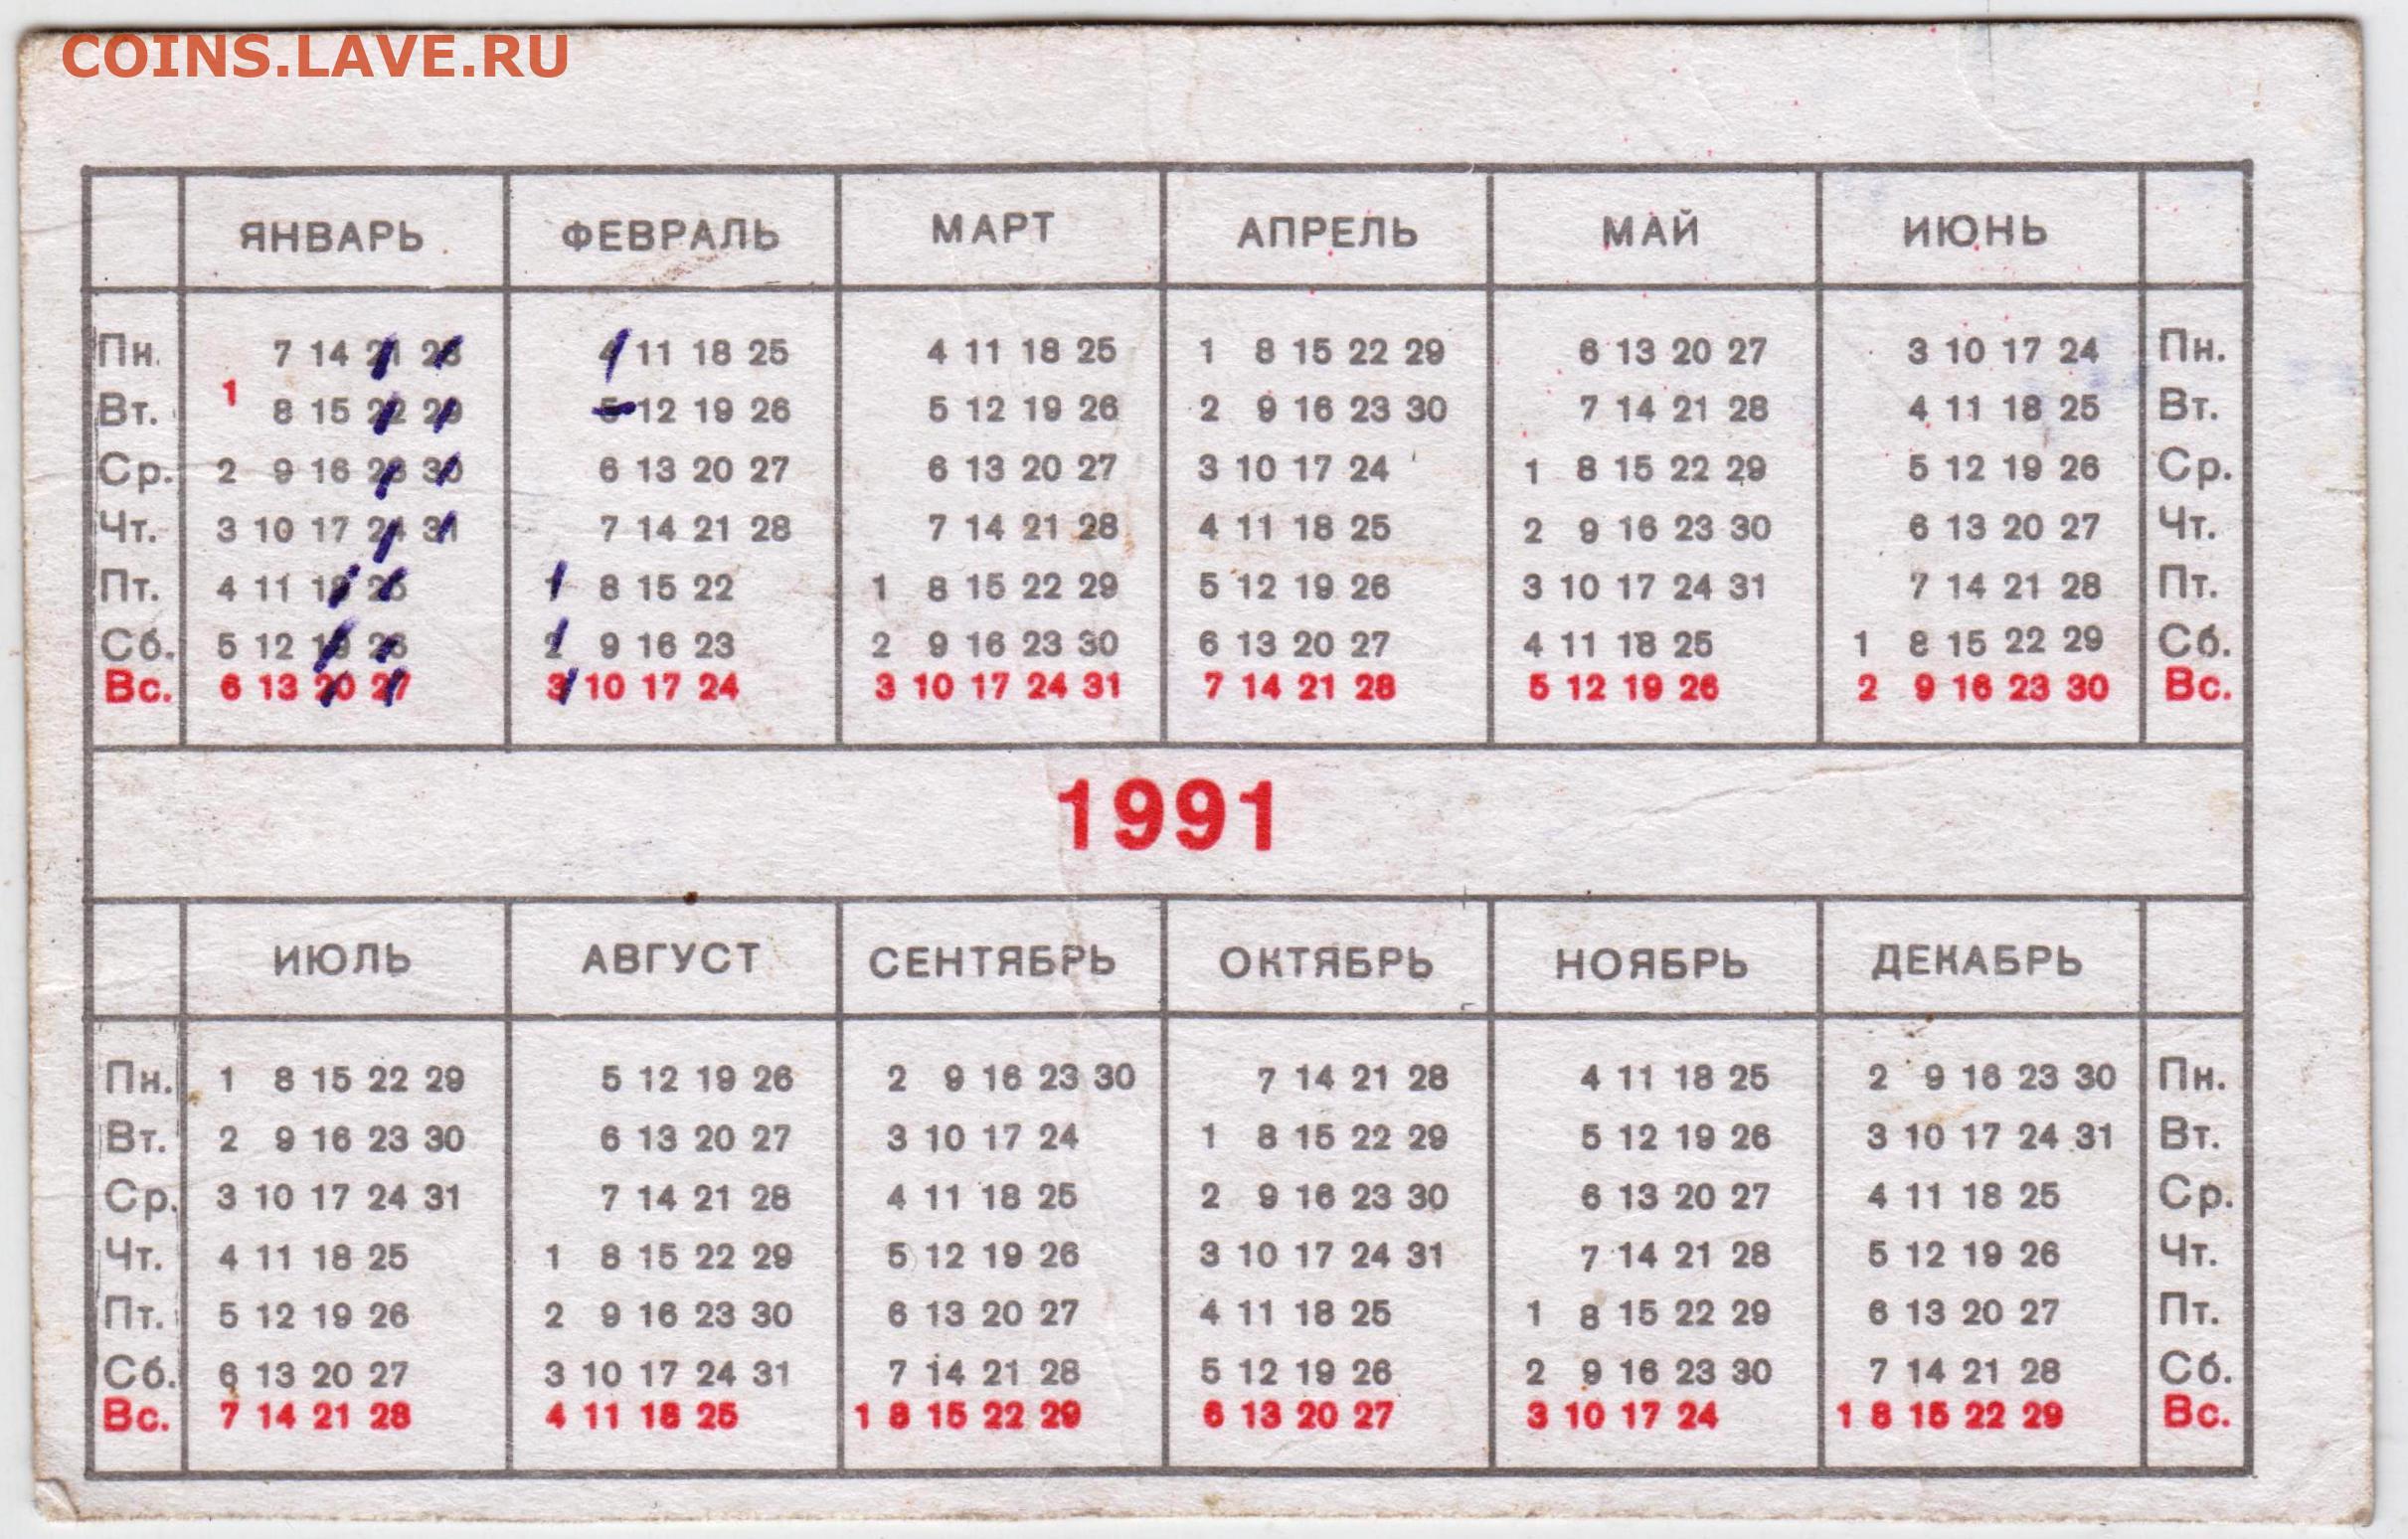 COINS.LAVE.RU
ЯНВАРЬ ФЕВРАЛЬ МАРТ АПРЕЛЬ МАЙ ИЮНЬ
Пн. 7 14 21 28 4 11 18 25 4 11 18 25 1 8 15 22 29 6 13 20 27 3 10 17 24 Пн.
Вт. 1 8 15 22 29 5 12 19 26 5 12 19 26 2 9 16 23 30 7 14 21 28 4 11 18 25 Вт.
Ср. 2 9 16 23 30 6 13 20 27 6 13 20 27 3 10 17 24 1 8 15 22 29 5 12 19 26 Ср.
Чт. 3 10 17 24 31 7 14 21 28 7 14 21 28 4 11 18 25 2 9 16 23 30 6 13 20 27 Чт.
Пт. 4 11 18 25 1 8 15 22 1 8 15 22 29 5 12 19 26 3 10 17 24 31 7 14 21 28 Пт.
Сб. 5 12 19 26 2 9 16 23 2 9 16 23 30 6 13 20 27 4 11 18 25 1 8 15 22 29 Сб.
Вс. 6 13 20 27 3 10 17 24 3 10 17 24 31 7 14 21 28 5 12 19 26 2 9 16 23 30 Вс.
1991
ИЮЛЬ АВГУСТ СЕНТЯБРЬ ОКТЯБРЬ НОЯБРЬ ДЕКАБРЬ
Пн. 1 8 15 22 29 5 12 19 26 2 9 16 23 30 7 14 21 28 4 11 18 25 2 9 16 23 30 Пн.
Вт. 2 9 16 23 30 6 13 20 27 3 10 17 24 1 8 15 22 29 5 12 19 26 3 10 17 24 31 Вт.
Ср. 3 10 17 24 31 7 14 21 28 4 11 18 25 2 9 16 23 30 6 13 20 27 4 11 18 25 Ср.
Чт. 4 11 18 25 1 8 15 22 29 5 12 19 26 3 10 17 24 31 7 14 21 28 5 12 19 26 Чт.
Пт. 5 12 19 26 2 9 16 23 30 6 13 20 27 4 11 18 25 1 8 15 22 29 6 13 20 27 Пт.
Сб. 6 13 20 27 3 10 17 24 31 7 14 21 28 5 12 19 26 2 9 16 23 30 7 14 21 28 Сб.
Вс. 7 14 21 28 4 11 18 25 1 8 15 22 29 6 13 20 27 3 10 17 24 1 8 15 22 29 Вс.